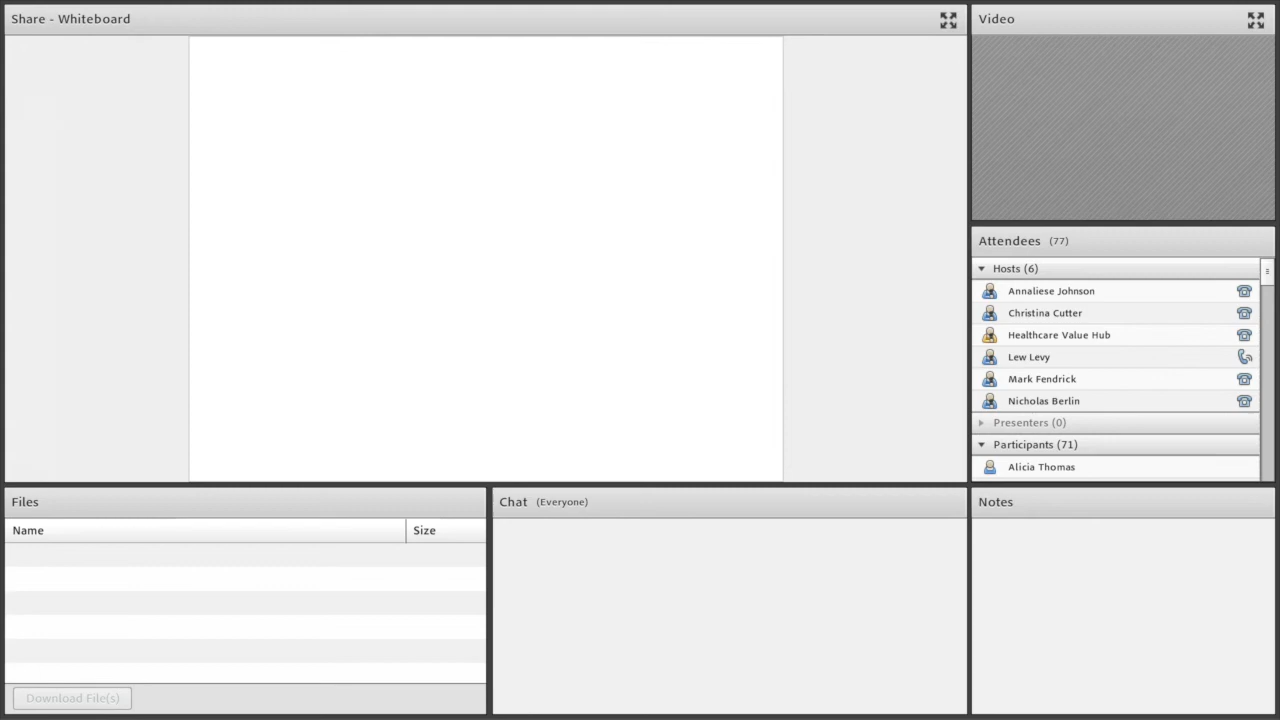 Share - Whiteboard
Video
Attendees (77)
Hosts (6)
Annaliese Johnson
Christina Cutter
Healthcare Value Hub
Lew Levy
Mark Fendrick
Nicholas Berlin
Presenters (0)
Participants (71)
Alicia Thomas
Files
Name Size
Download File(s)
Chat (Everyone)
Notes